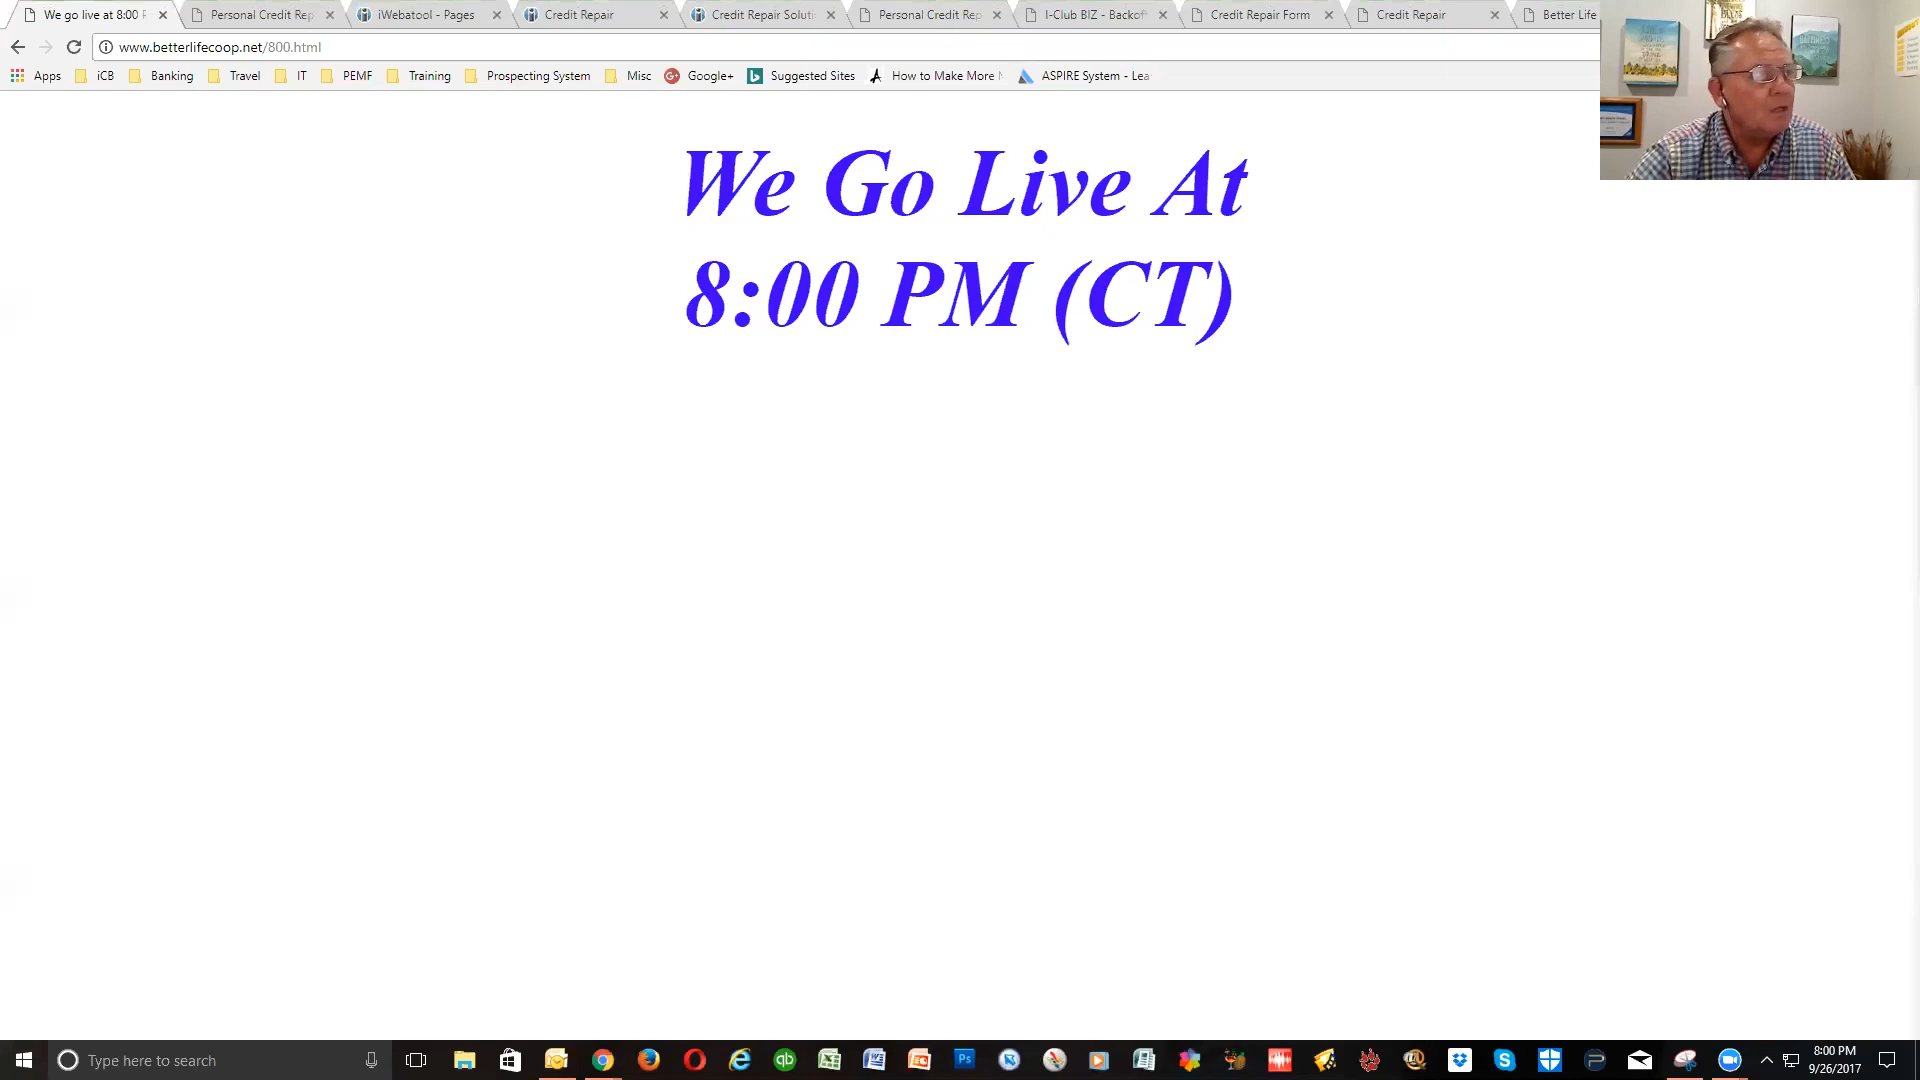 We go live at 8:00
Personal Credit Rep
iWebatool - Pages
Credit Repair
Credit Repair Soluti
Personal Credit Rep
I-Club BIZ - Backof
Credit Repair Form
Credit Repair
Better Life
www.betterlifecoop.net/800.html
Apps iCB Banking Travel IT PEMF Training Prospecting System Misc Google+ Suggested Sites How to Make More ASPIRE System - Lea
We Go Live At
8:00 PM (CT)
Type here to search
8:00 PM
9/26/2017